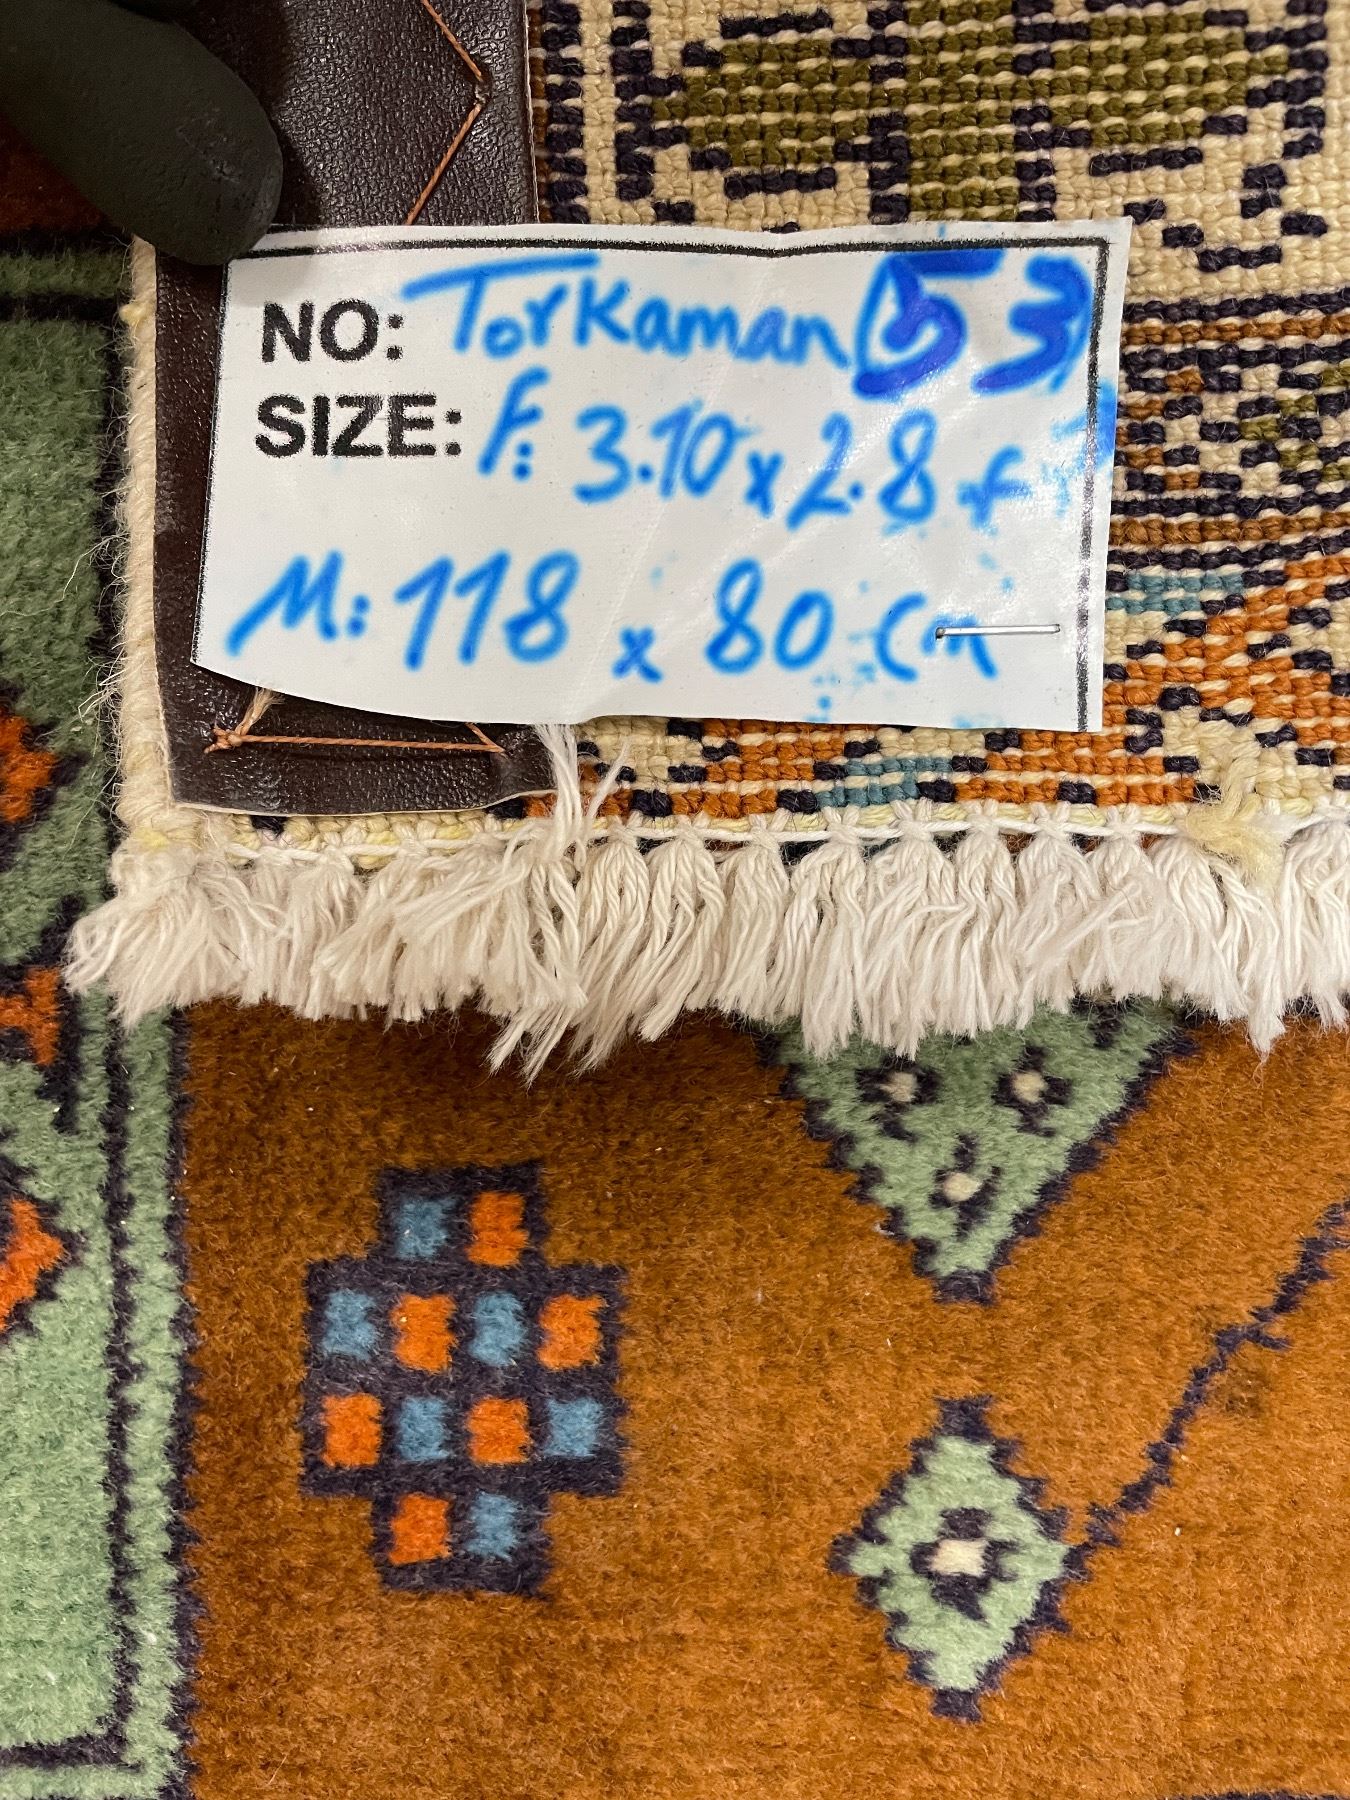 NO: Torkaman (53)
SIZE: F: 3.10 x 2.8 f
M: 118 x 80 cm